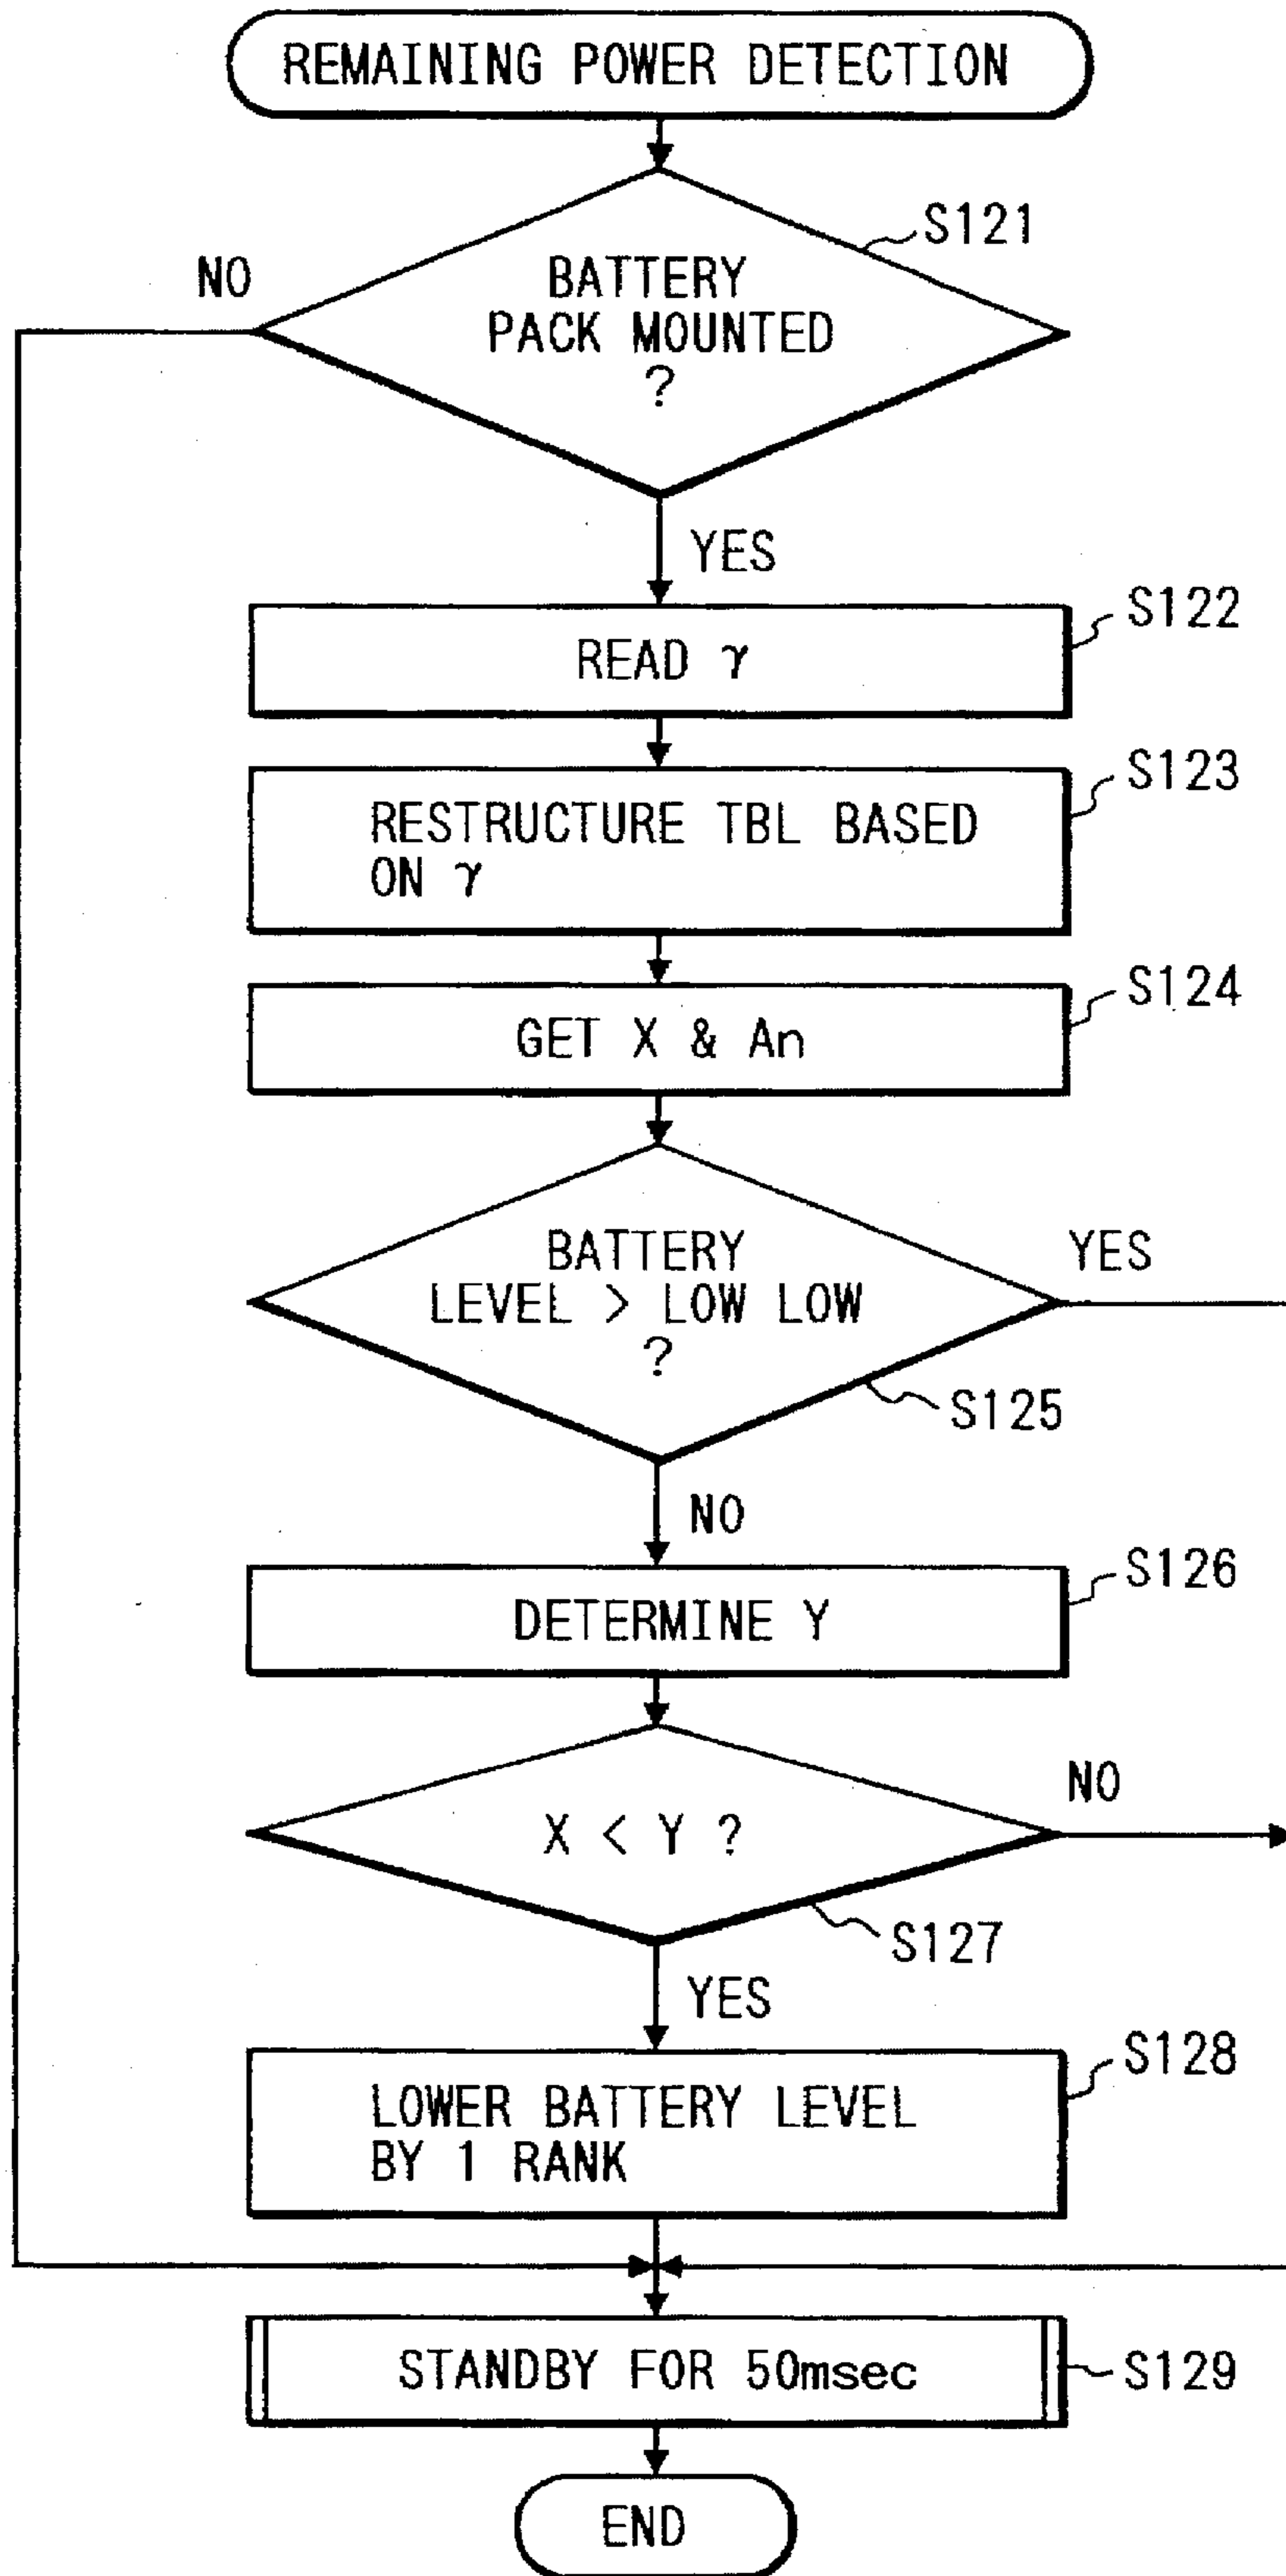 REMAINING POWER DETECTION
S121
NO
BATTERY
PACK MOUNTED
?
YES
S122
READ γ
S123
RESTRUCTURE TBL BASED
ON γ
S124
GET X & An
BATTERY
YES
LEVEL > LOW LOW
?
S125
NO
S126
DETERMINE Y
NO
X < Y ?
S127
YES
S128
LOWER BATTERY LEVEL
BY 1 RANK
STANDBY FOR 50msec
S129
END